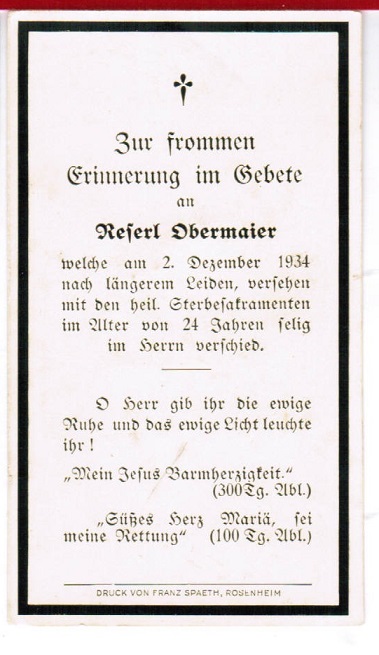 Zur frommen
Erinnerung im Gebete
an
Reserl Obermaier
welche am 2. Dezember 1934
nach längerem Leiden, versehen
mit den heil. Sterbesakramenten
im Alter von 24 Jahren selig
im Herrn verschied.
O Herr gib ihr die ewige
Ruhe und das ewige Licht leuchte
ihr!
„Mein Jesus Barmherzigkeit.“
(300 Tg. Abl.)
„Süßes Herz Mariä, sei
meine Rettung“ (100 Tg. Abl.)
DRUCK VON FRANZ SPAETH, ROSENHEIM